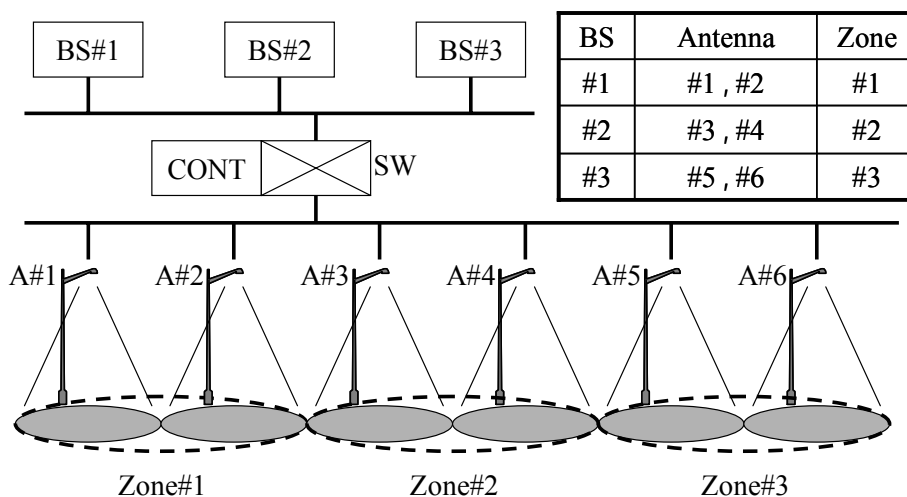 BS#1
BS#2
BS#3
BS Antenna Zone
#1 #1 , #2 #1
#2 #3 , #4 #2
#3 #5 , #6 #3
CONT
SW
A#1
A#2
A#3
A#4
A#5
A#6
Zone#1
Zone#2
Zone#3